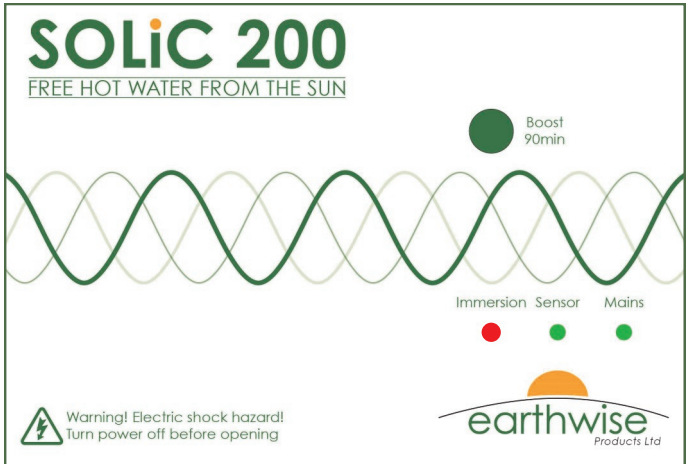 SOLiC 200
FREE HOT WATER FROM THE SUN
Boost
90min
Immersion Sensor Mains
Warning! Electric shock hazard!
Turn power off before opening
earthwise
Products Ltd